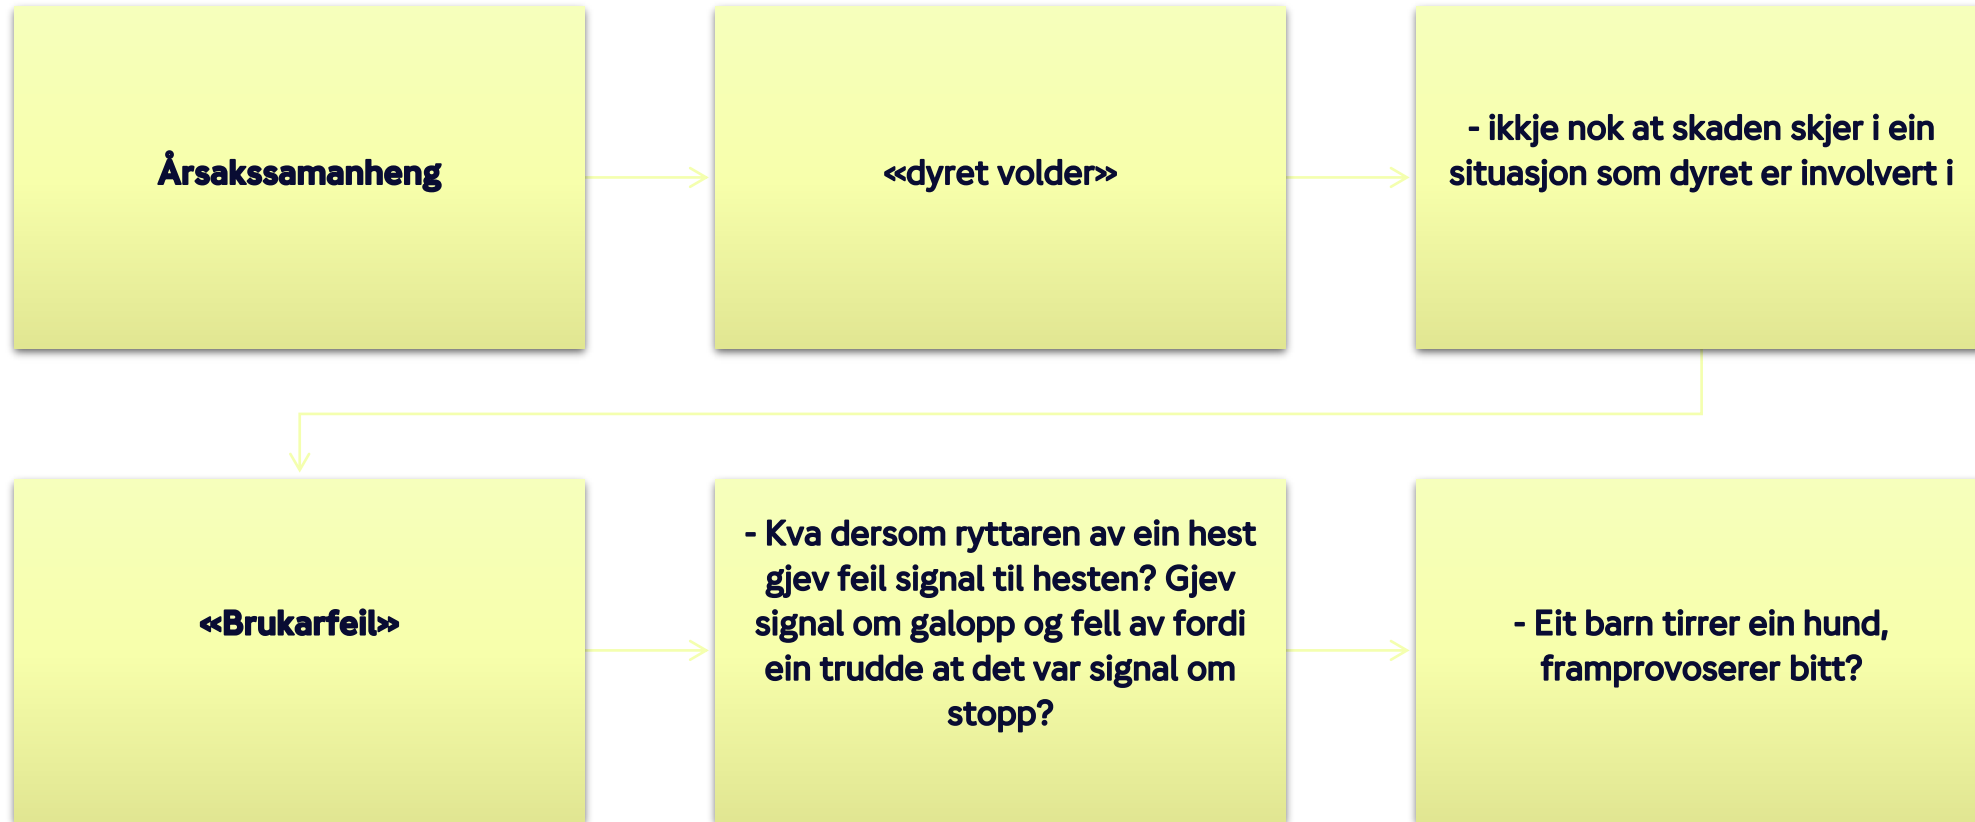 Årsakssamanheng
«dyret volder»
- ikkje nok at skaden skjer i ein
situasjon som dyret er involvert i
«Brukarfeil»
- Kva dersom ryttaren av ein hest
gjev feil signal til hesten? Gjev
signal om galopp og fell av fordi
ein trudde at det var signal om
stopp?
- Eit barn tirrer ein hund,
framprovoserer bitt?